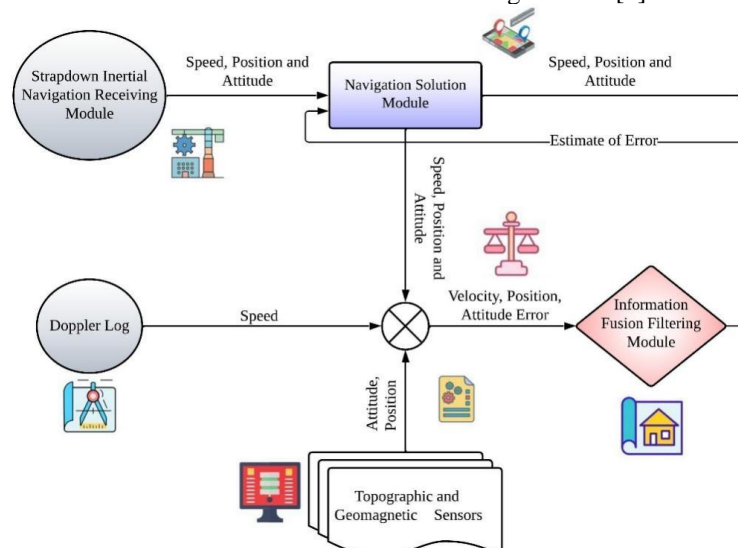 Strapdown Inertial
Navigation Receiving
Module
Speed, Position and
Attitude
Navigation Solution
Module
Speed, Position and
Attitude
Estimate of Error
Speed, Position and
Attitude
Doppler Log
Speed
Velocity, Position,
Attitude Error
Information
Fusion Filtering
Module
Attitude,
Position
Topographic and
Geomagnetic Sensors